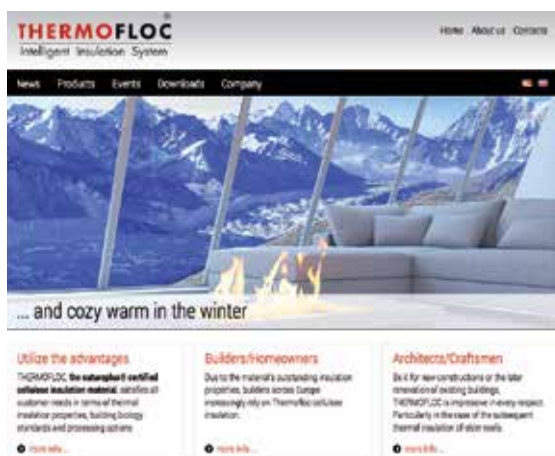 THERMOFLOC®
Intelligent Insulation System
Home About us Contacts
News Products Events Downloads Company
... and cozy warm in the winter
Utilize the advantages
THERMOFLOC, the natureplus® certified
cellulose insulation material, satisfies all
customer needs in terms of thermal
insulation properties, building biology
standards and processing options
more info...
Builders/Homeowners
Due to the material's outstanding insulation
properties, builders across Europe
increasingly rely on Thermofloc cellulose
insulation.
more info...
Architects/Craftsmen
Be it for new constructions or the later
renovation of existing buildings,
THERMOFLOC is impressive in every respect.
Particularly in the case of the subsequent
thermal insulation of older roofs.
more info...